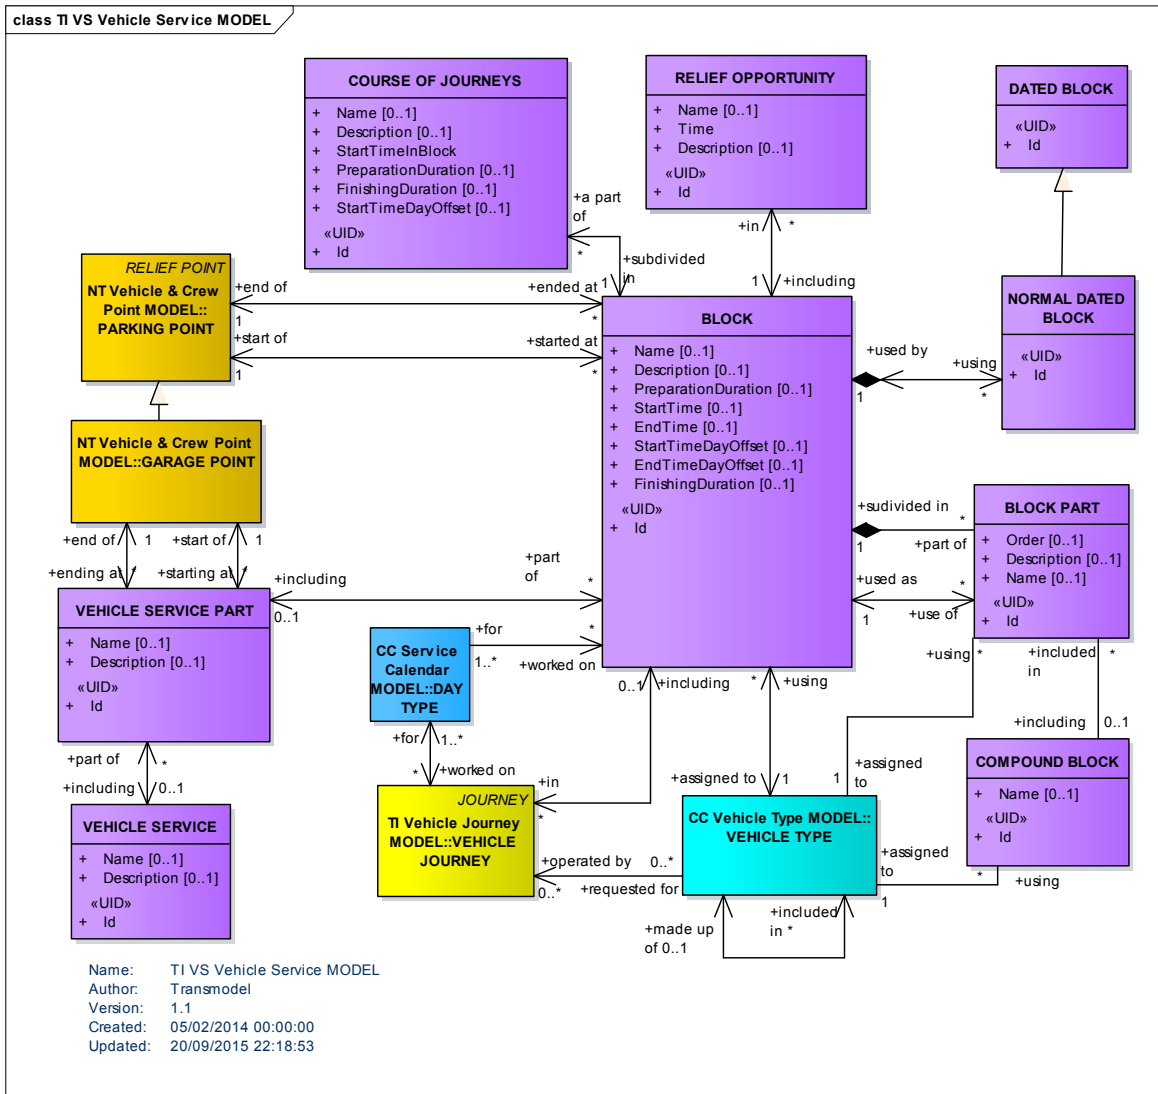 class TI VS Vehicle Service MODEL
COURSE OF JOURNEYS
+ Name [0..1]
+ Description [0..1]
+ StartTimeInBlock
+ PreparationDuration [0..1]
+ FinishingDuration [0..1]
+ StartTimeDayOffset [0..1]
«UID»
+ Id
RELIEF OPPORTUNITY
+ Name [0..1]
+ Time
+ Description [0..1]
«UID»
+ Id
DATED BLOCK
«UID»
+ Id
+a part
of
*
+subdivided
in
1
+in
*
1
+including
RELIEF POINT
NT Vehicle & Crew
Point MODEL::
PARKING POINT
+end of
1
+ended at
*
+start of
1
+started at
*
BLOCK
+ Name [0..1]
+ Description [0..1]
+ PreparationDuration [0..1]
+ StartTime [0..1]
+ EndTime [0..1]
+ StartTimeDayOffset [0..1]
+ EndTimeDayOffset [0..1]
+ FinishingDuration [0..1]
«UID»
+ Id
NORMAL DATED
BLOCK
«UID»
+ Id
+used by
1
+using
*
NT Vehicle & Crew Point
MODEL::GARAGE POINT
+end of
1
+start of
1
+ending at
*
+starting at
*
+sudivided in
*
1
+part of
BLOCK PART
+ Order [0..1]
+ Description [0..1]
+ Name [0..1]
«UID»
+ Id
+used as
*
1
+use of
+including
0..1
+part
of
*
VEHICLE SERVICE PART
+ Name [0..1]
+ Description [0..1]
«UID»
+ Id
+for
1..*
*
+worked on
CC Service
Calendar
MODEL::DAY
TYPE
+using
*
+included
in
*
0..1
+including
*
+using
+including
0..1
+for
1..*
*
+worked on
+part of
*
+including
0..1
+in
*
+assigned to
1
1
+assigned
to
COMPOUND BLOCK
+ Name [0..1]
«UID»
+ Id
VEHICLE SERVICE
+ Name [0..1]
+ Description [0..1]
«UID»
+ Id
JOURNEY
TI Vehicle Journey
MODEL::VEHICLE
JOURNEY
CC Vehicle Type MODEL::
VEHICLE TYPE
+operated by
0..*
0..*
+requested for
+assigned
to
1
*
+using
+made up
of 0..1
+included
in *
Name: TI VS Vehicle Service MODEL
Author: Transmodel
Version: 1.1
Created: 05/02/2014 00:00:00
Updated: 20/09/2015 22:18:53